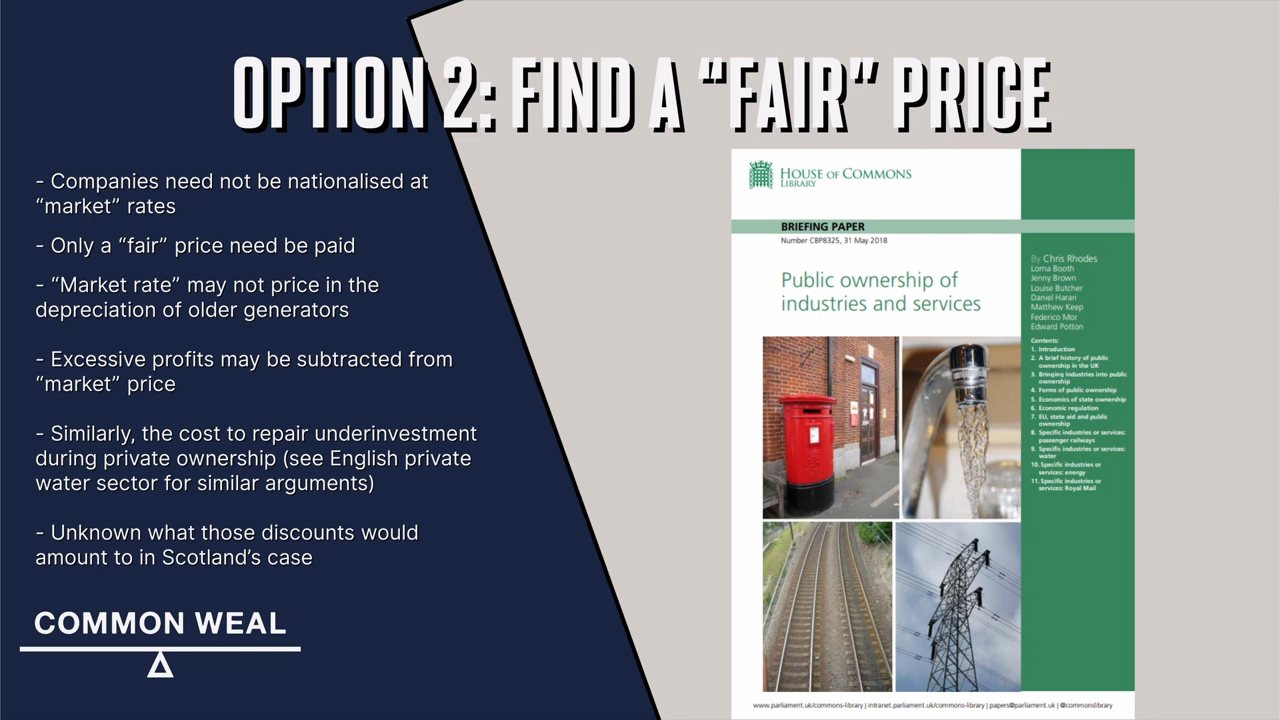 OPTION 2: FIND A “FAIR” PRICE
- Companies need not be nationalised at
“market” rates
- Only a “fair” price need be paid
- “Market rate” may not price in the
depreciation of older generators
- Excessive profits may be subtracted from
“market” price
- Similarly, the cost to repair underinvestment
during private ownership (see English private
water sector for similar arguments)
- Unknown what those discounts would
amount to in Scotland’s case
COMMON WEAL
HOUSE OF COMMONS
LIBRARY
BRIEFING PAPER
Number CBP8325, 31 May 2018
Public ownership of
industries and services
By Chris Rhodes
Lorna Booth
Jenny Brown
Louise Butcher
Daniel Harari
Matthew Keep
Federico Mor
Edward Potton
Contents:
1. Introduction
2. A brief history of public
ownership in the UK
3. Bringing industries into public
ownership
4. Forms of public ownership
5. Economics of state ownership
6. Economic regulation
7. EU, state aid and public
ownership
8. Specific industries or services:
passenger railways
9. Specific industries or services:
water
10. Specific industries or
services: energy
11. Specific industries or
services: Royal Mail
www.parliament.uk/commons-library | intranet.parliament.uk/commons-library | papers@parliament.uk | @commonslibrary